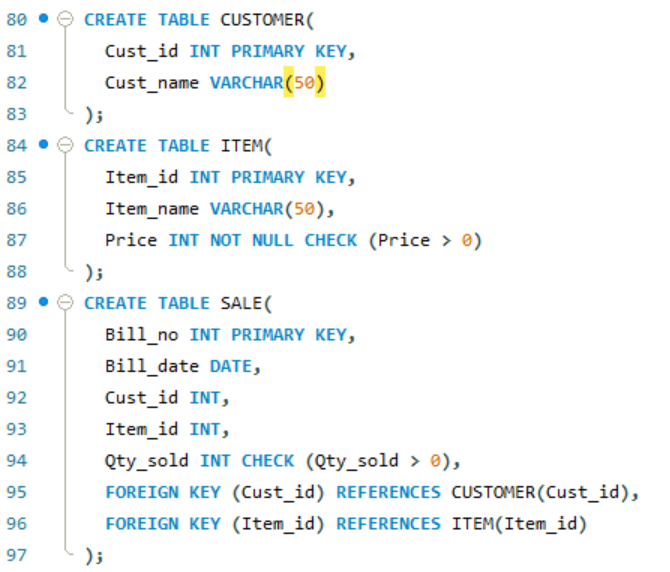 80 CREATE TABLE CUSTOMER(
81 Cust_id INT PRIMARY KEY,
82 Cust_name VARCHAR(50)
83 );
84 CREATE TABLE ITEM(
85 Item_id INT PRIMARY KEY,
86 Item_name VARCHAR(50),
87 Price INT NOT NULL CHECK (Price > 0)
88 );
89 CREATE TABLE SALE(
90 Bill_no INT PRIMARY KEY,
91 Bill_date DATE,
92 Cust_id INT,
93 Item_id INT,
94 Qty_sold INT CHECK (Qty_sold > 0),
95 FOREIGN KEY (Cust_id) REFERENCES CUSTOMER(Cust_id),
96 FOREIGN KEY (Item_id) REFERENCES ITEM(Item_id)
97 );